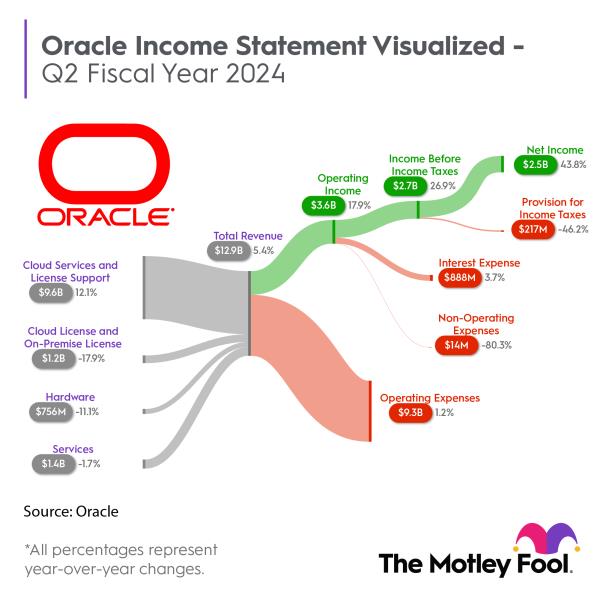 Oracle Income Statement Visualized -
Q2 Fiscal Year 2024
ORACLE
Net Income
$2.5B 43.8%
Income Before
Income Taxes
$2.7B 26.9%
Operating
Income
$3.6B 17.9%
Provision for
Income Taxes
$217M -46.2%
Total Revenue
$12.9B 5.4%
Cloud Services and
License Support
$9.6B 12.1%
Interest Expense
$888M 3.7%
Non-Operating
Expenses
$14M -80.3%
Cloud License and
On-Premise License
$1.2B -17.9%
Hardware
$756M -11.1%
Operating Expenses
$9.3B 1.2%
Services
$1.4B -1.7%
Source: Oracle
*All percentages represent
year-over-year changes.
The Motley Fool.